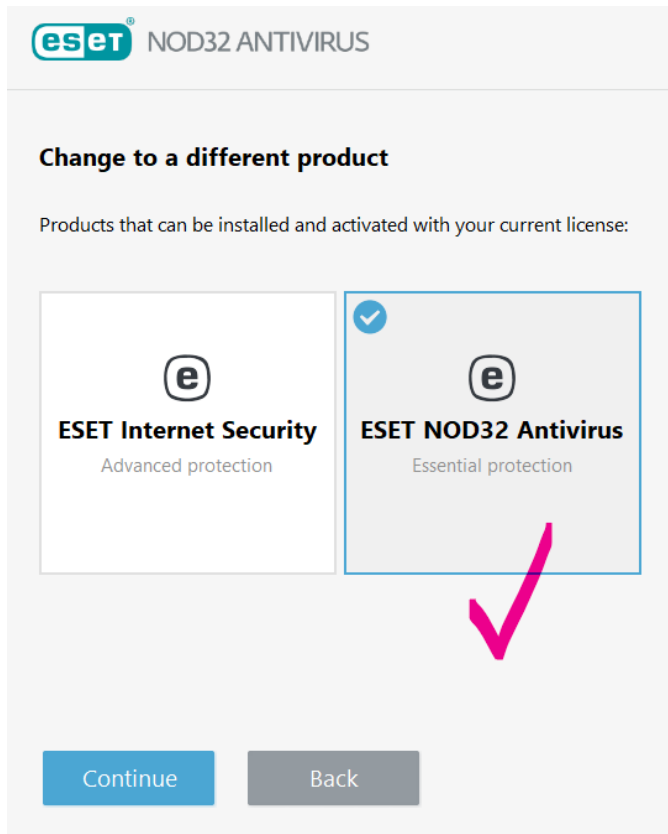 eseT® NOD32 ANTIVIRUS
Change to a different product
Products that can be installed and activated with your current license:
e
ESET Internet Security
Advanced protection
e
ESET NOD32 Antivirus
Essential protection
Continue
Back